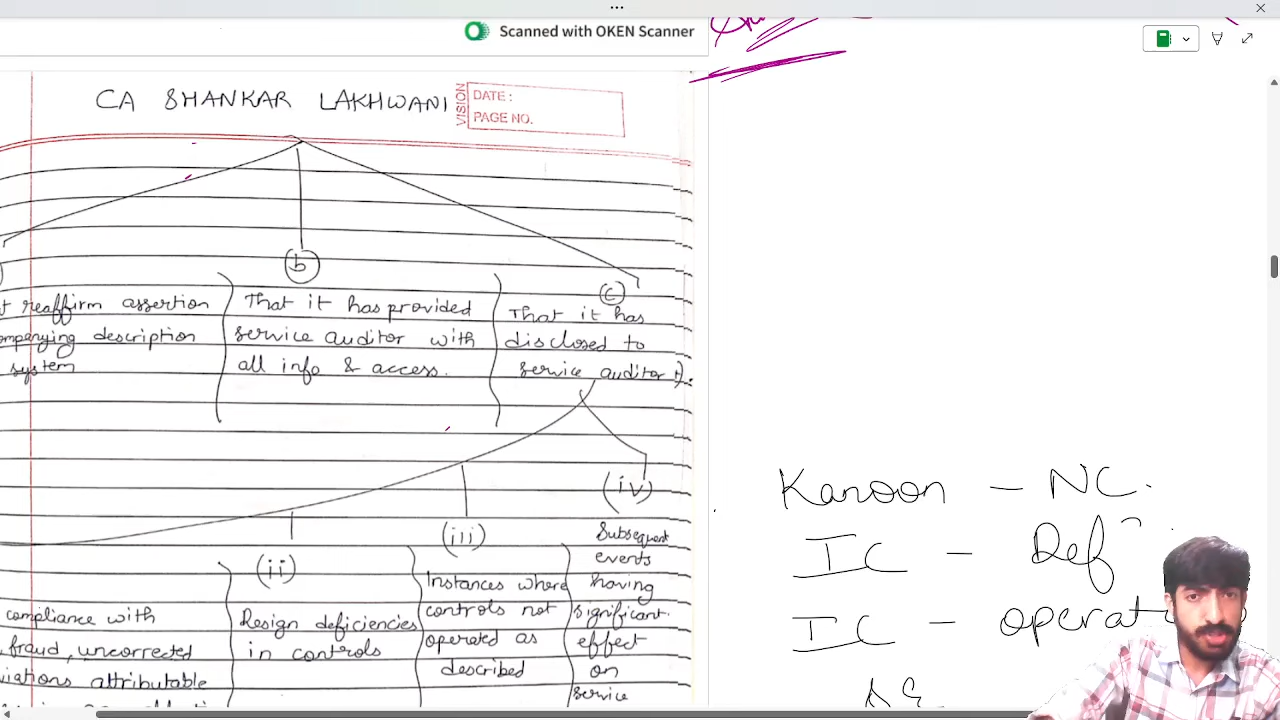 Scanned with OKEN Scanner
CA SHANKAR LAKHWANI
VISION
DATE :
PAGE NO.
b
c
t reaffirm assertion
ompanying description
system
That it has provided
service auditor with
all info & access.
That it has
disclosed to
service auditor :)
(ii)
(iii)
(iv)
compliance with
fraud, uncorrected
viations attributable
Design deficiencies
in controls
Instances where
controls not
operated as
described
Subsequent
events
having
significant
effect
on
service
Kanoon - NC.
IC - Def
IC - operat